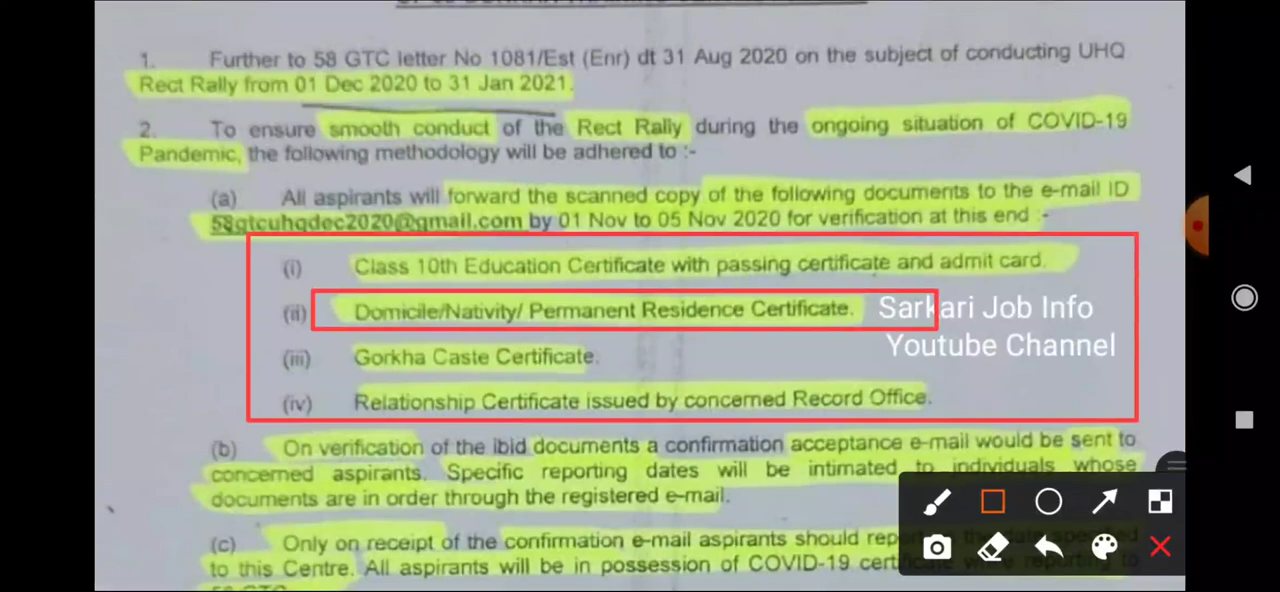 1. Further to 58 GTC letter No 1081/Est (Enr) dt 31 Aug 2020 on the subject of conducting UHQ
Rect Rally from 01 Dec 2020 to 31 Jan 2021.
2. To ensure smooth conduct of the Rect Rally during the ongoing situation of COVID-19
Pandemic, the following methodology will be adhered to :-
(a) All aspirants will forward the scanned copy of the following documents to the e-mail ID
58gtcuhqdec2020@gmail.com by 01 Nov to 05 Nov 2020 for verification at this end :-
(i) Class 10th Education Certificate with passing certificate and admit card.
(ii) Domicile/Nativity/ Permanent Residence Certificate.
Sarkari Job Info
Youtube Channel
(iii) Gorkha Caste Certificate.
(iv) Relationship Certificate issued by concerned Record Office.
(b) On verification of the ibid documents a confirmation acceptance e-mail would be sent to
concerned aspirants. Specific reporting dates will be intimated to individuals whose
documents are in order through the registered e-mail.
(c) Only on receipt of the confirmation e-mail aspirants should
to this Centre. All aspirants will be in possession of COVID-19